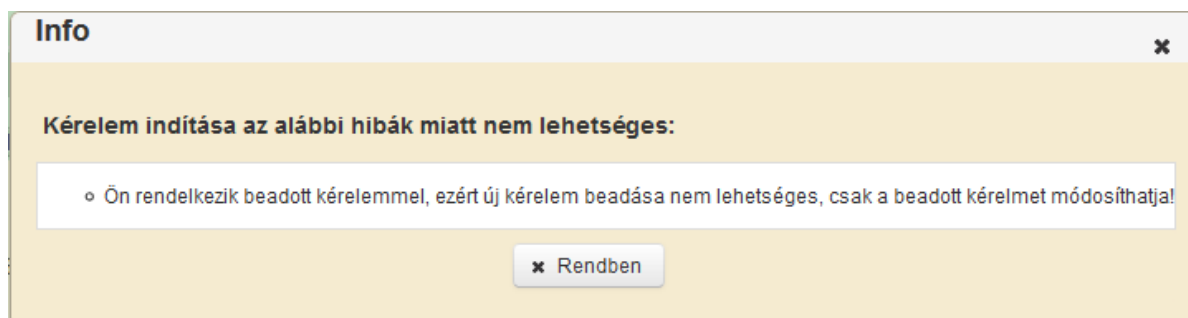 Info
Kérelem indítása az alábbi hibák miatt nem lehetséges:
Ön rendelkezik beadott kérelemmel, ezért új kérelem beadása nem lehetséges, csak a beadott kérelmet módosíthatja!
Rendben